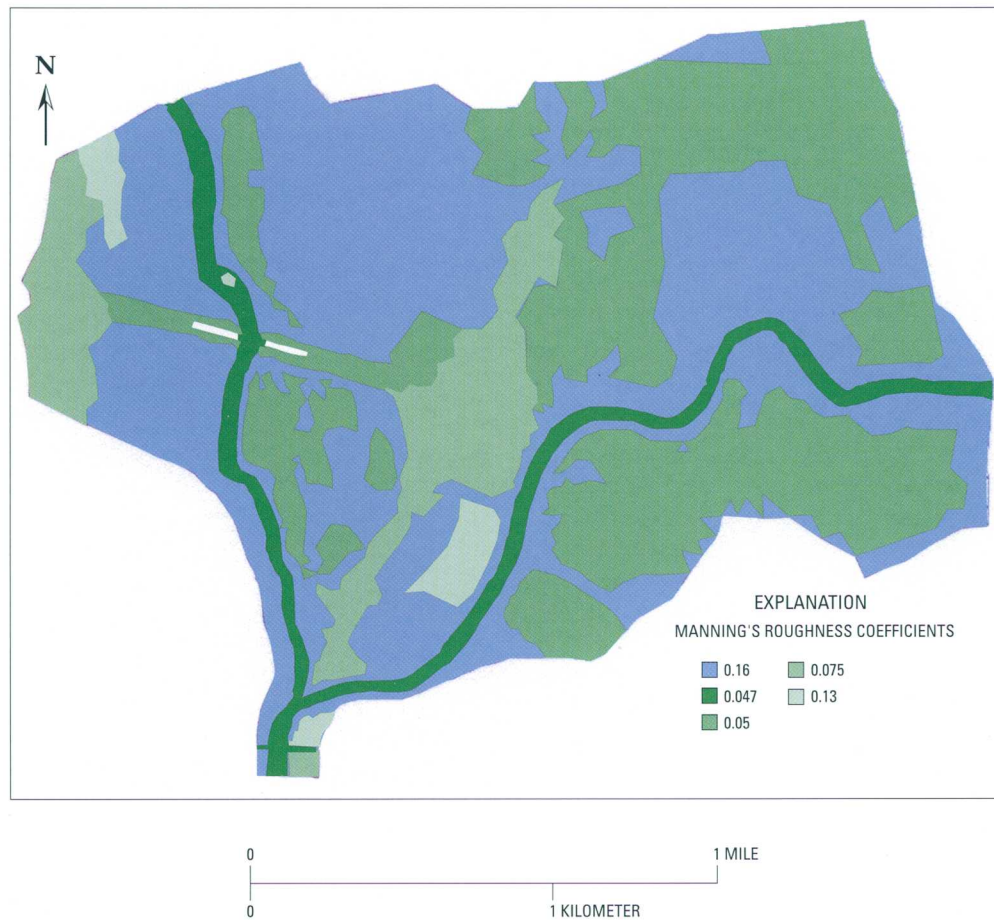 N
EXPLANATION
MANNING'S ROUGHNESS COEFFICIENTS
0.16 0.075
0.047 0.13
0.05
0 1 MILE
0 1 KILOMETER